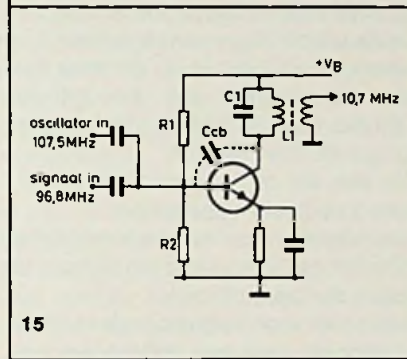 +VB
C1
10,7 MHz
oscillator in
107,5MHz
R1
Ccb
L1
signaal in
96,8MHz
R2
15